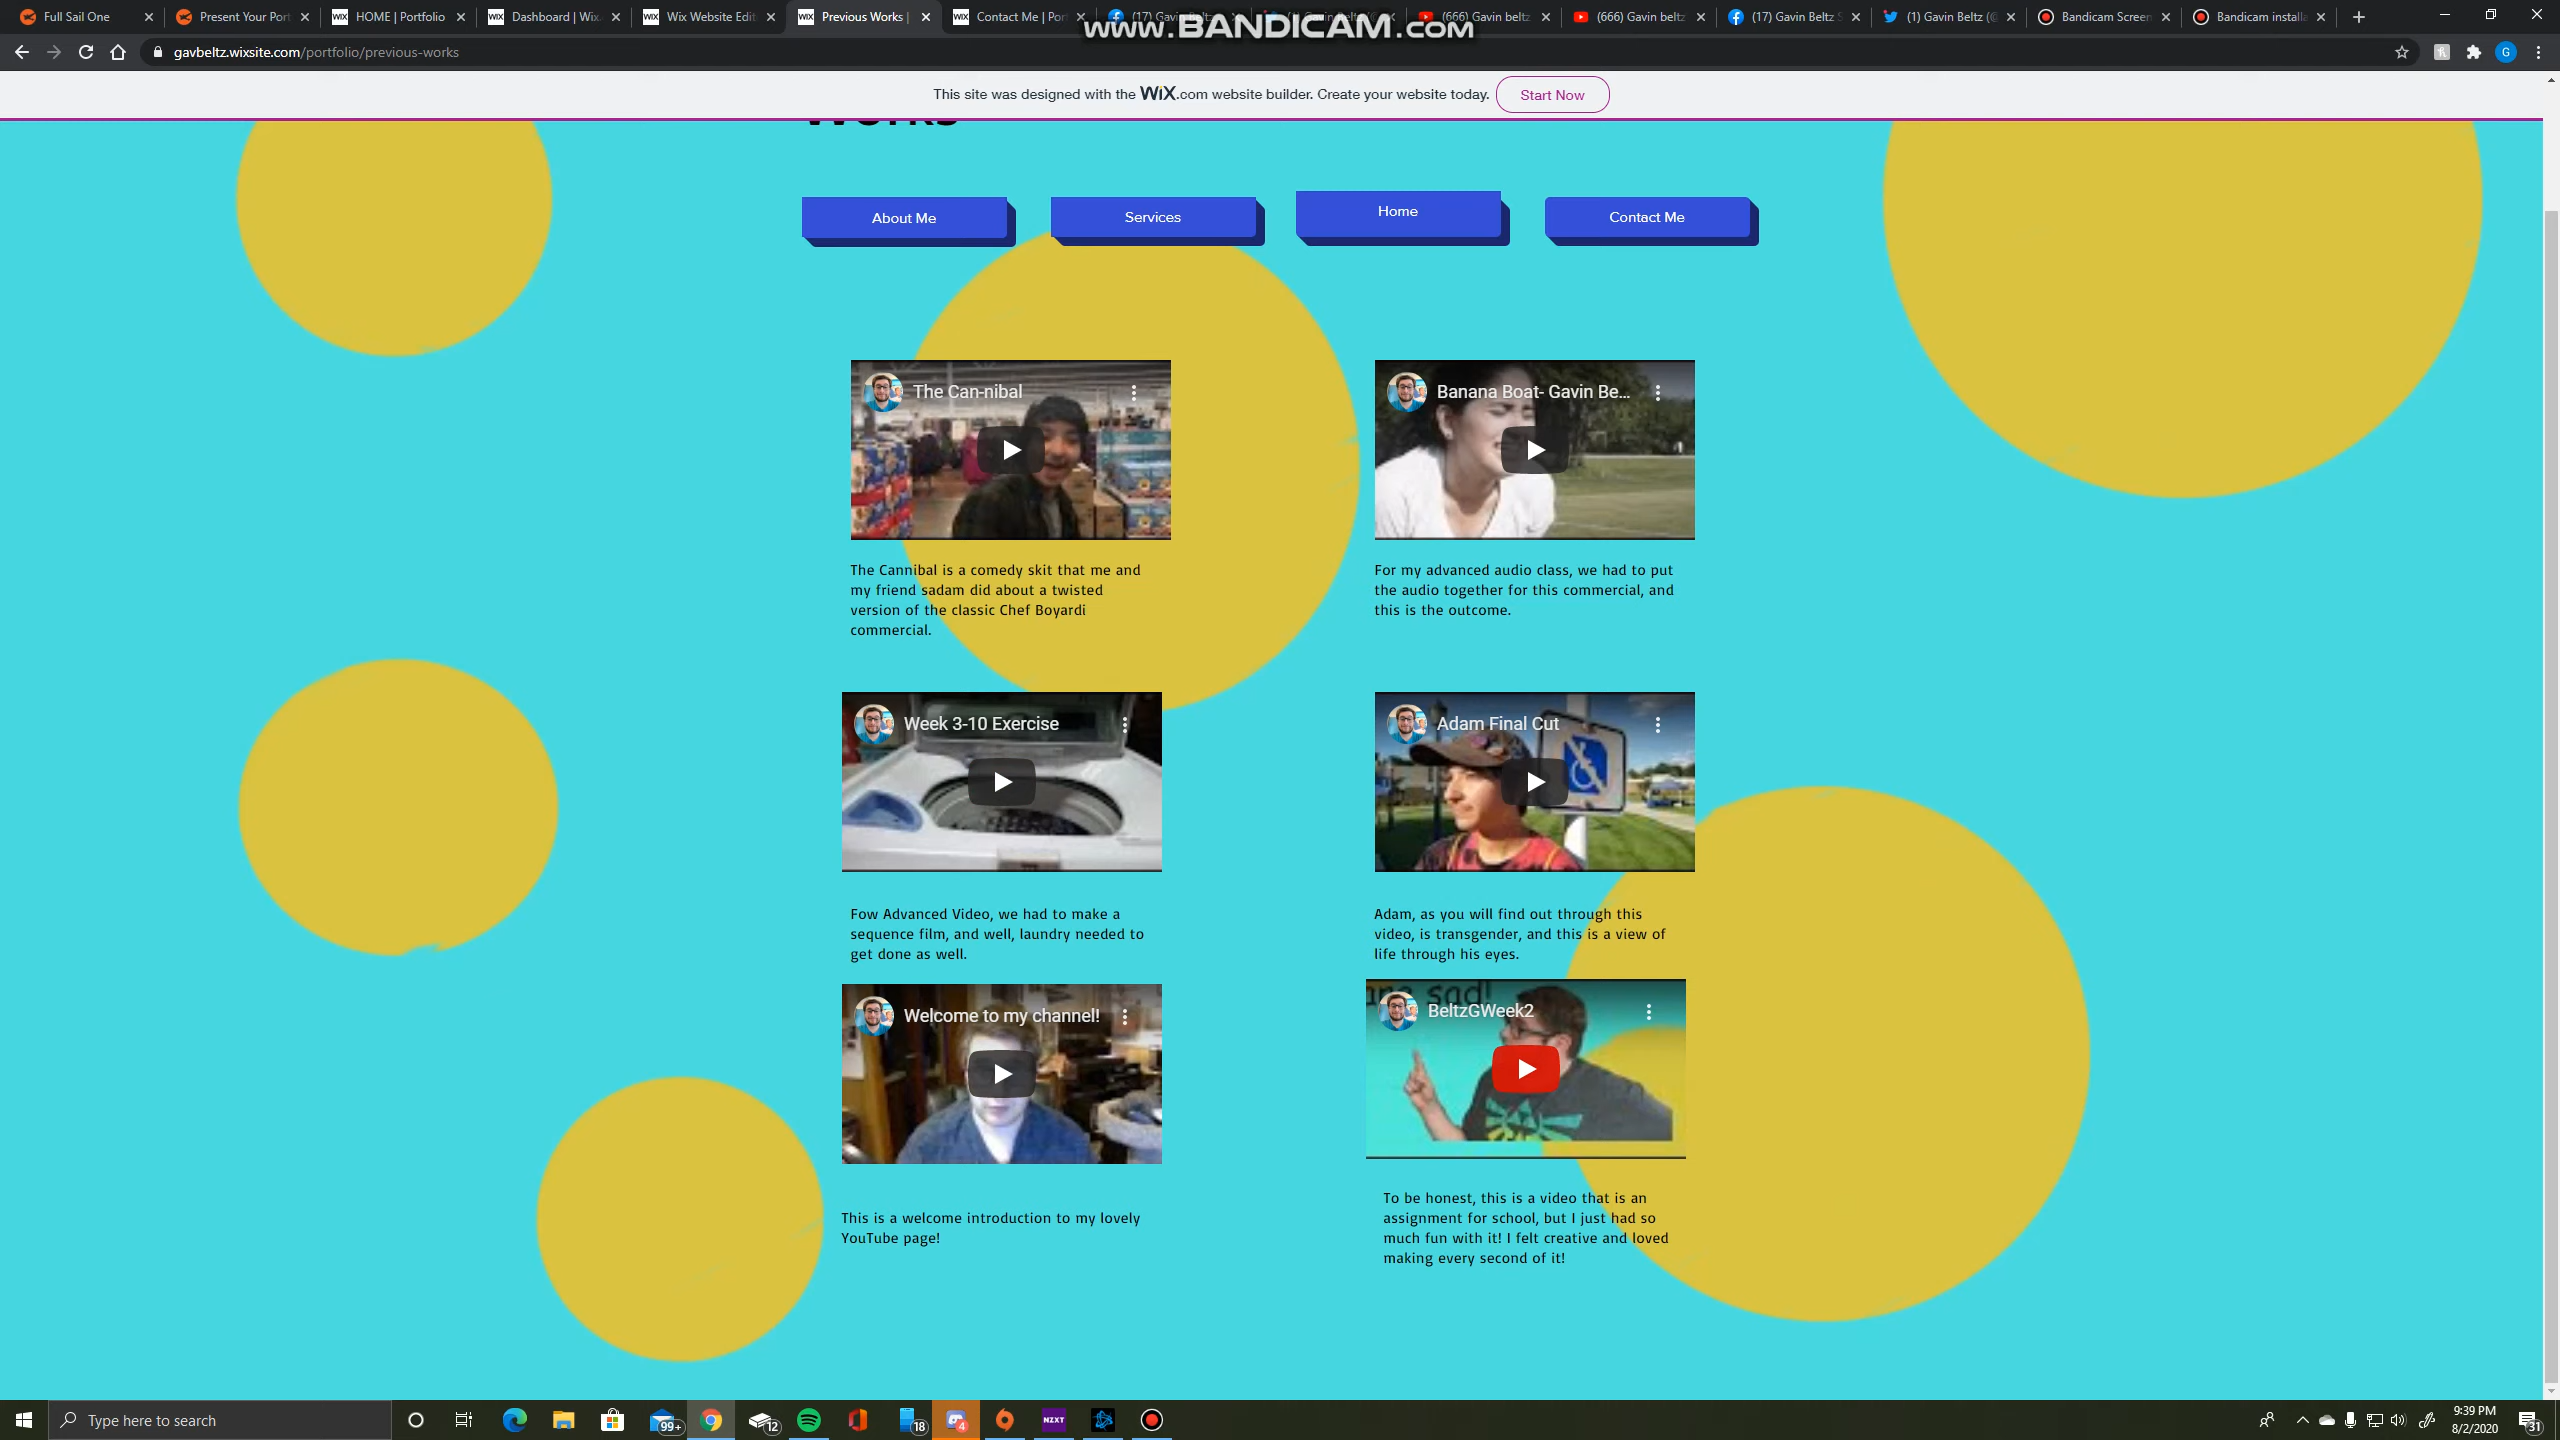 Full Sail One
Present Your Port
HOME | Portfolio
Dashboard | Wix
Wix Website Edit
Previous Works |
Contact Me | Por
(666) Gavin beltz
(666) Gavin beltz
(17) Gavin Beltz S
(1) Gavin Beltz (@
Bandicam Screen
Bandicam installa
www.BANDICAM.com
gavbeltz.wixsite.com/portfolio/previous-works
G
This site was designed with the WiX.com website builder. Create your website today.
Start Now
Works
About Me
Services
Home
Contact Me
The Can-nibal
Banana Boat- Gavin Be...
The Cannibal is a comedy skit that me and
my friend sadam did about a twisted
version of the classic Chef Boyardi
commercial.
For my advanced audio class, we had to put
the audio together for this commercial, and
this is the outcome.
Week 3-10 Exercise
Adam Final Cut
Fow Advanced Video, we had to make a
sequence film, and well, laundry needed to
get done as well.
Adam, as you will find out through this
video, is transgender, and this is a view of
life through his eyes.
Welcome to my channel!
sad!
BeltzGWeek2
This is a welcome introduction to my lovely
YouTube page!
To be honest, this is a video that is an
assignment for school, but I just had so
much fun with it! I felt creative and loved
making every second of it!
Type here to search
99+
12
18
4
NZXT
9:39 PM
8/2/2020
31